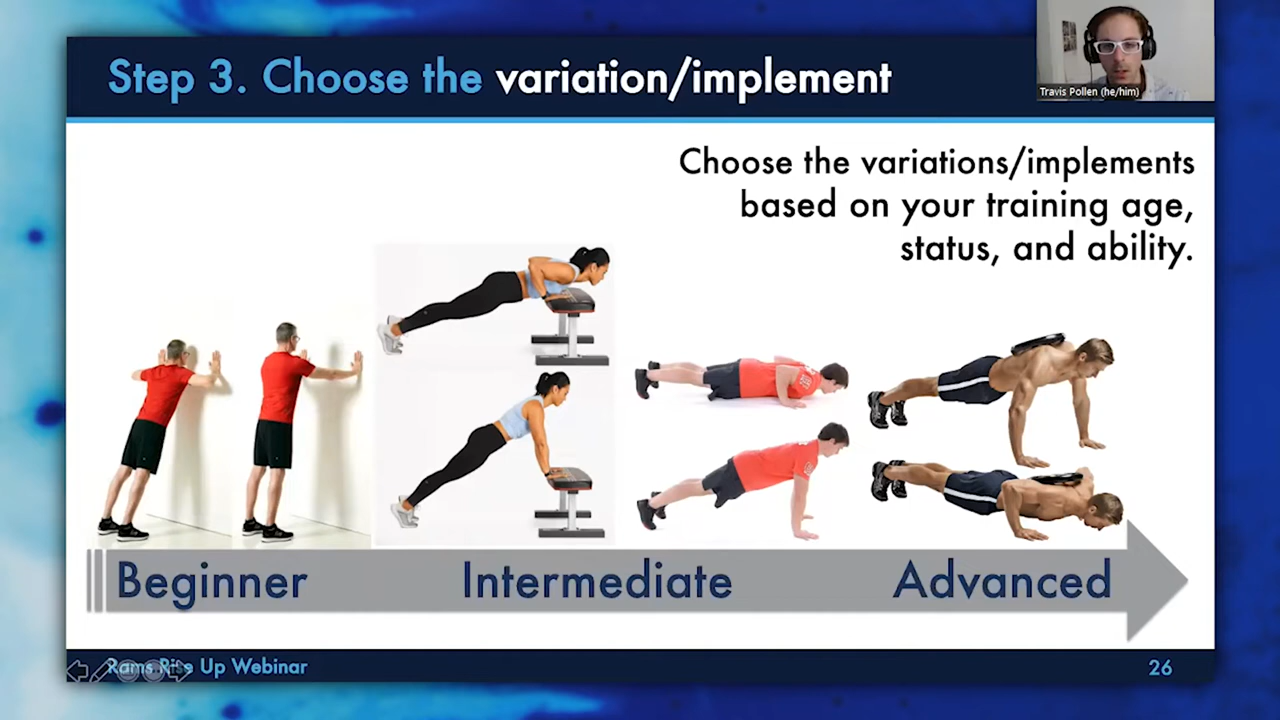 Step 3. Choose the variation/implement
Travis Pollen (he/him)
Choose the variations/implements
based on your training age,
status, and ability.
Beginner Intermediate Advanced
Rams Rise Up Webinar
26